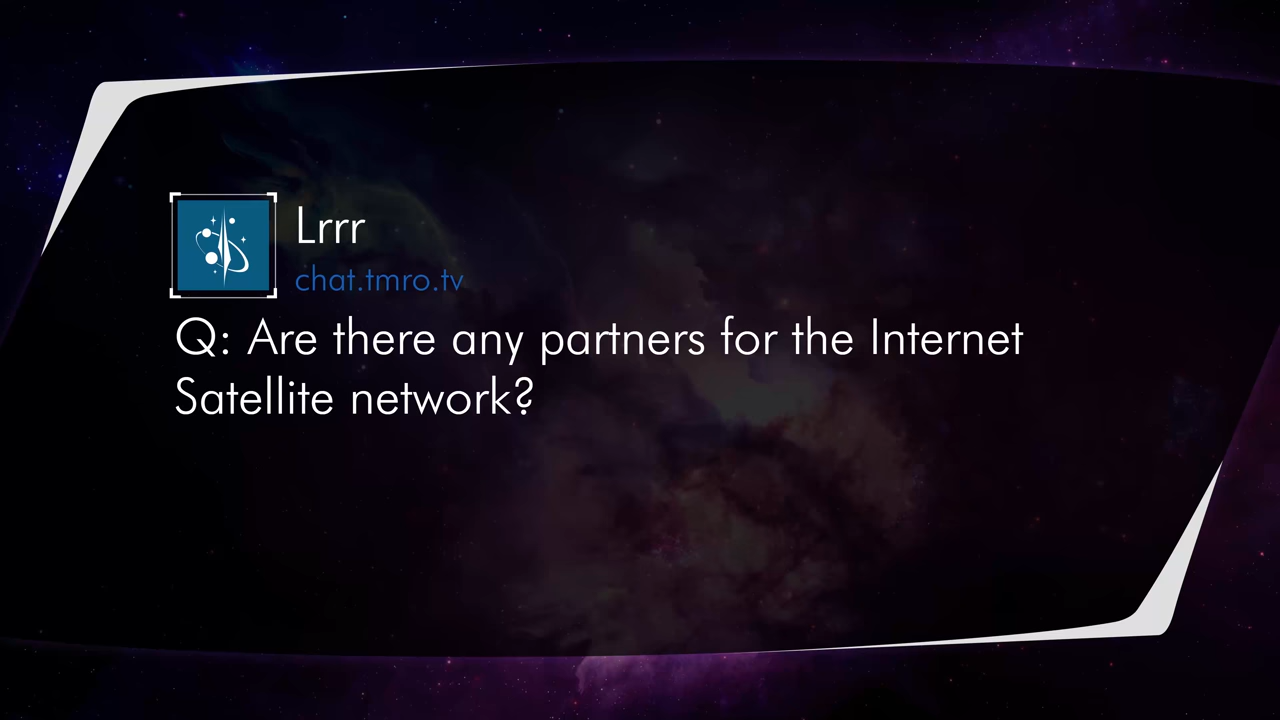 Lrrr
chat.tmro.tv
Q: Are there any partners for the Internet
Satellite network?